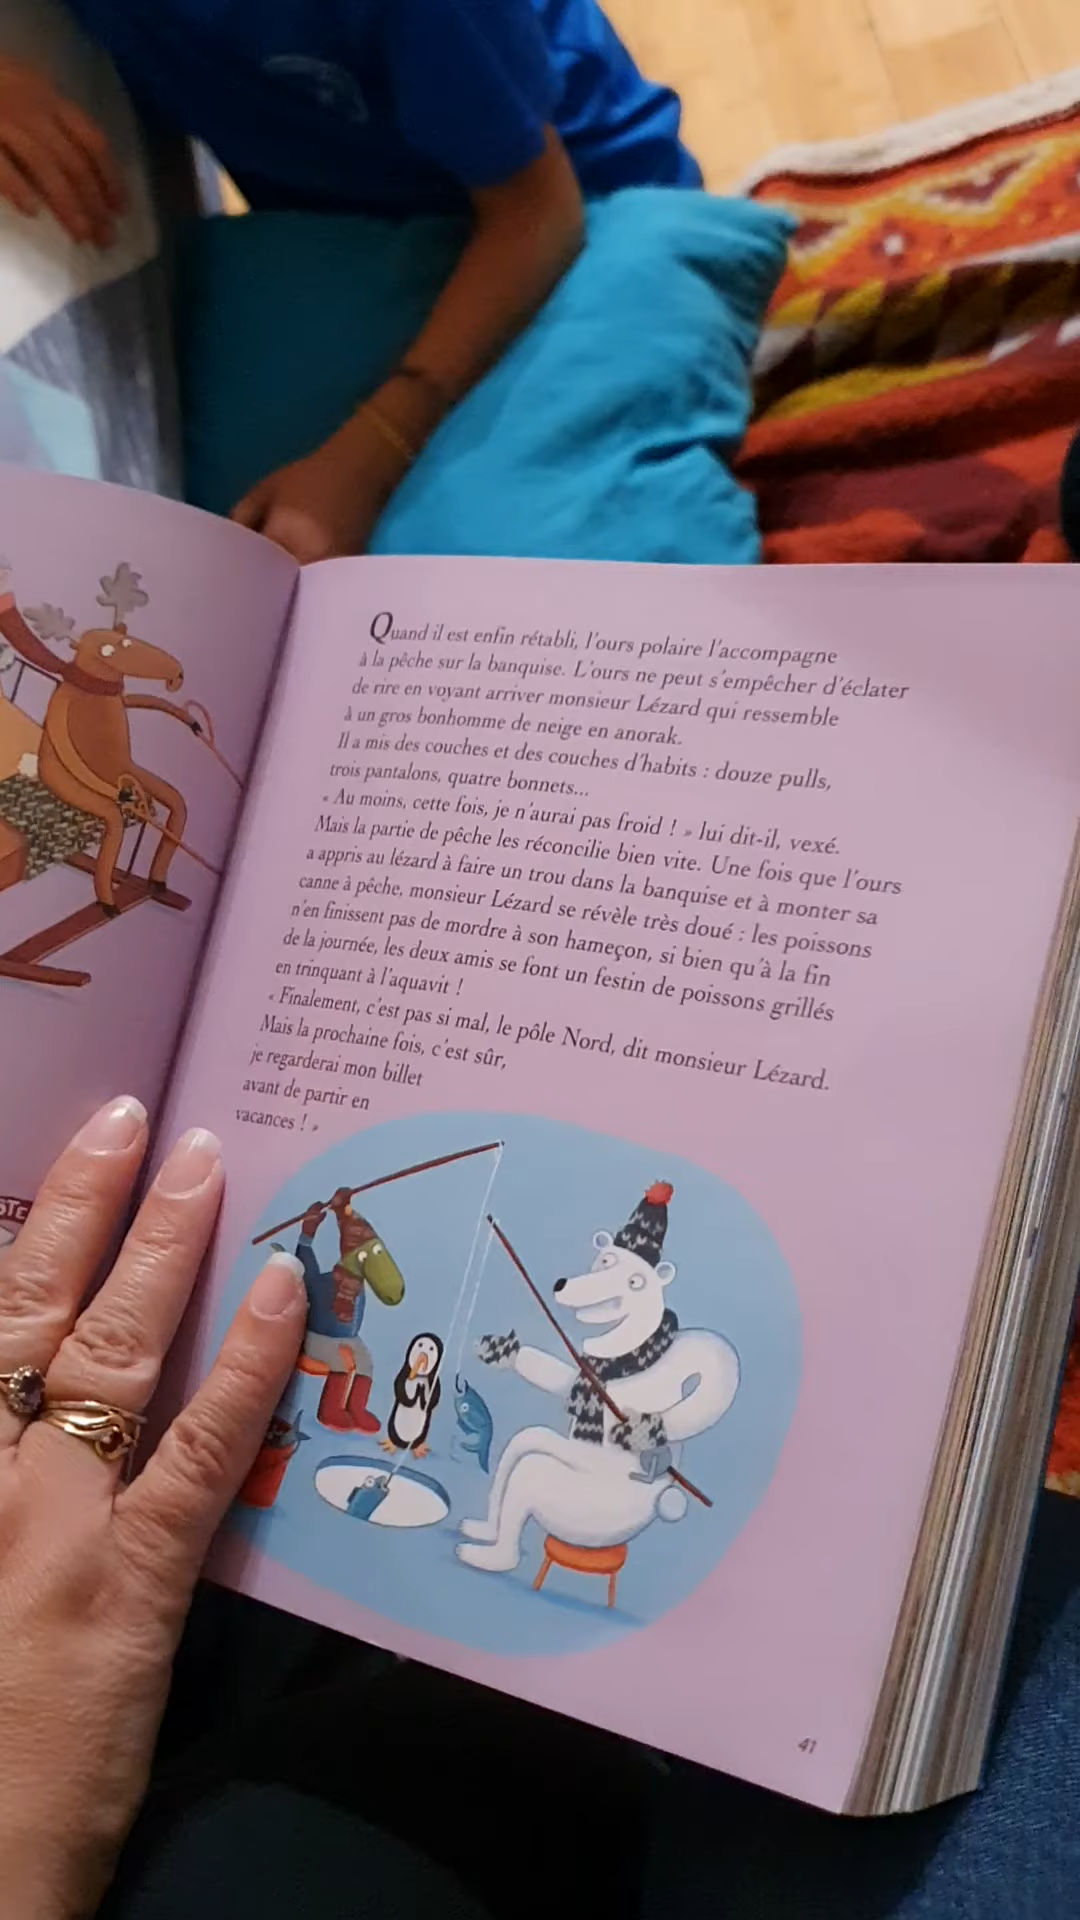 Quand il est enfin rétabli, l'ours polaire l'accompagne
à la pêche sur la banquise. L'ours ne peut s'empêcher d'éclater
de rire en voyant arriver monsieur Lézard qui ressemble
à un gros bonhomme de neige en anorak.
Il a mis des couches et des couches d'habits : douze pulls,
trois pantalons, quatre bonnets...
« Au moins, cette fois, je n'aurai pas froid ! » lui dit-il, vexé.
Mais la partie de pêche les réconcilie bien vite. Une fois que l'ours
a appris au lézard à faire un trou dans la banquise et à monter sa
canne à pêche, monsieur Lézard se révèle très doué : les poissons
n'en finissent pas de mordre à son hameçon, si bien qu'à la fin
de la journée, les deux amis se font un festin de poissons grillés
en trinquant à l'aquavit !
« Finalement, c'est pas si mal, le pôle Nord, dit monsieur Lézard.
Mais la prochaine fois, c'est sûr,
je regarderai mon billet
avant de partir en
vacances ! »
41